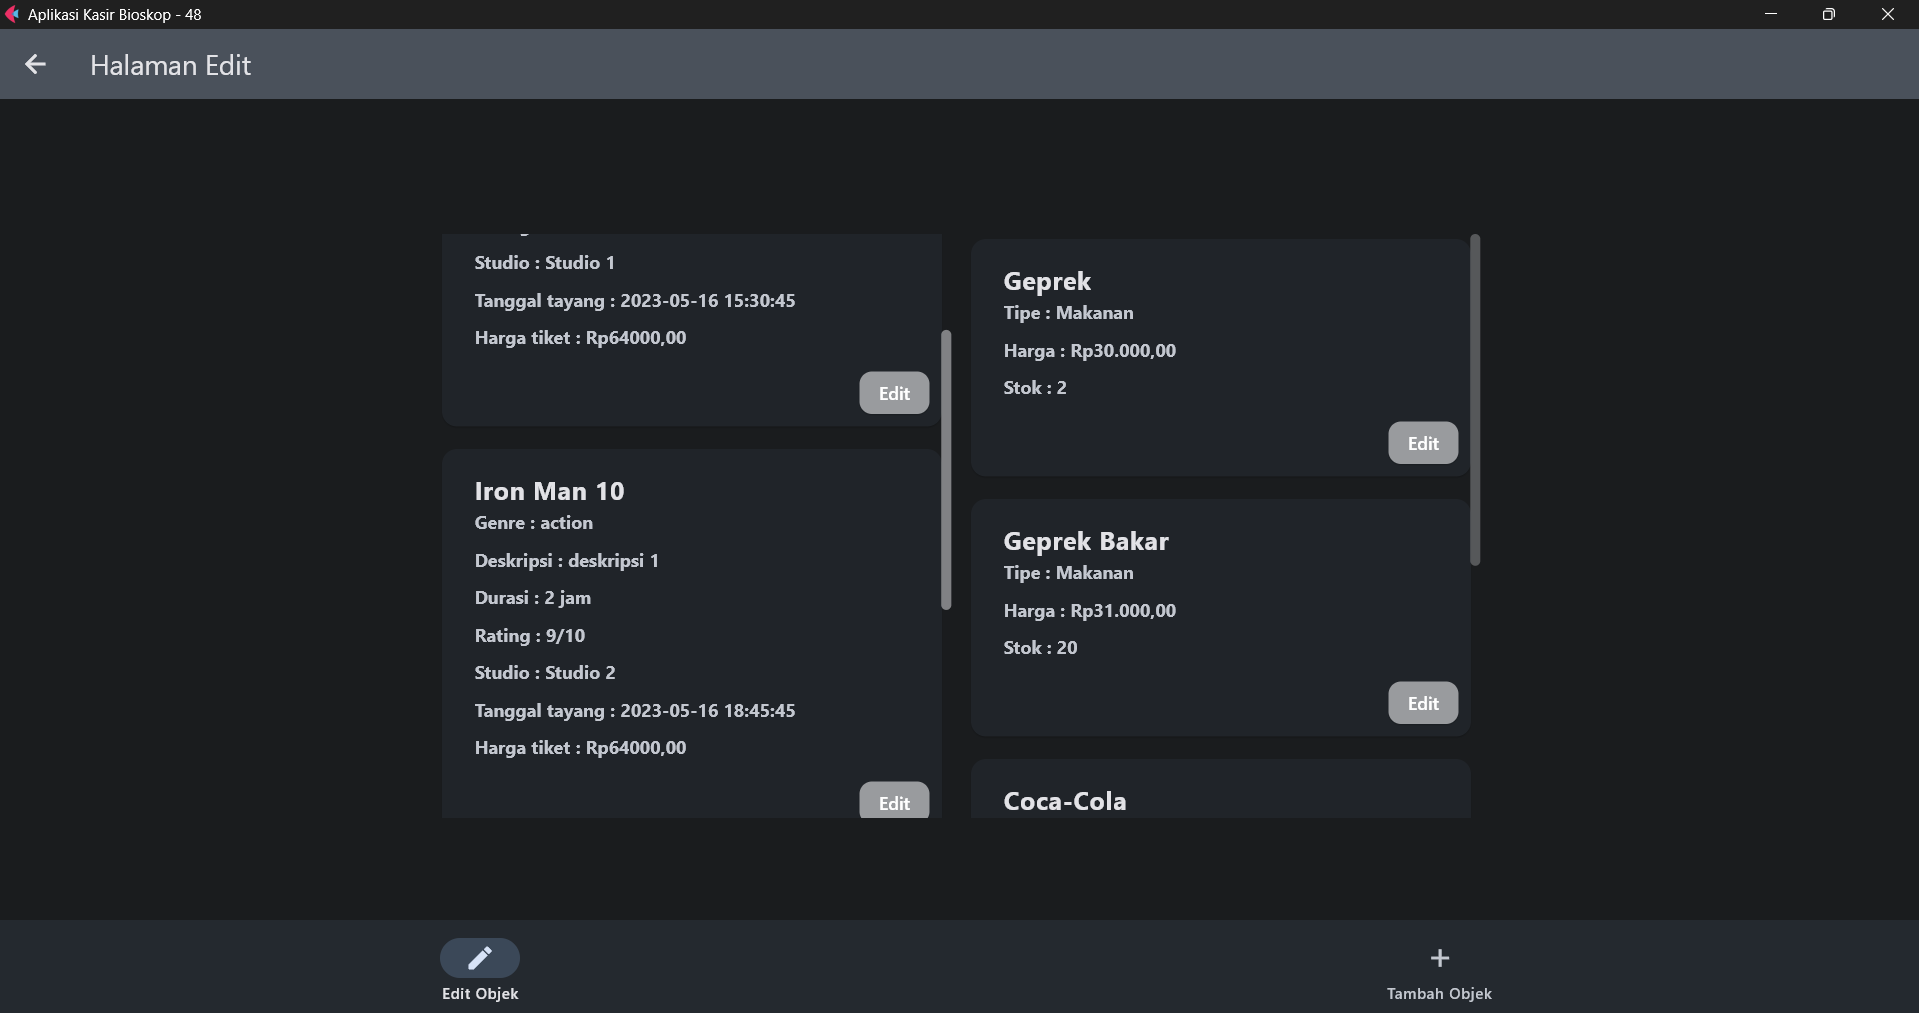 Aplikasi Kasir Bioskop - 48
Halaman Edit
Studio : Studio 1
Tanggal tayang : 2023-05-16 15:30:45
Harga tiket : Rp64000,00
Edit
Iron Man 10
Genre : action
Deskripsi : deskripsi 1
Durasi : 2 jam
Rating : 9/10
Studio : Studio 2
Tanggal tayang : 2023-05-16 18:45:45
Harga tiket : Rp64000,00
Edit
Geprek
Tipe : Makanan
Harga : Rp30.000,00
Stok : 2
Edit
Geprek Bakar
Tipe : Makanan
Harga : Rp31.000,00
Stok : 20
Edit
Coca-Cola
Edit Objek
Tambah Objek